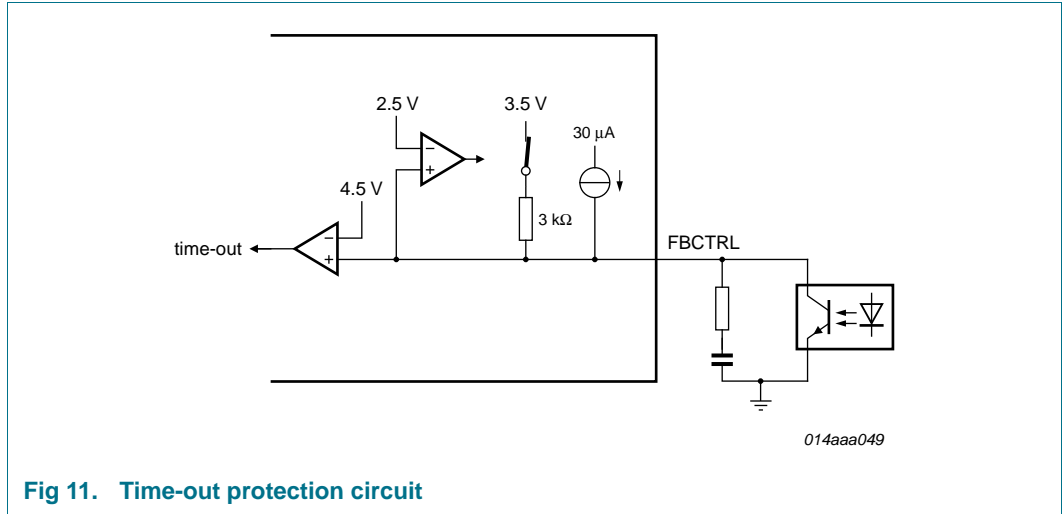 2.5 V
3.5 V
30 μA
4.5 V
3 kΩ
time-out
FBCTRL
014aaa049
Fig 11. Time-out protection circuit